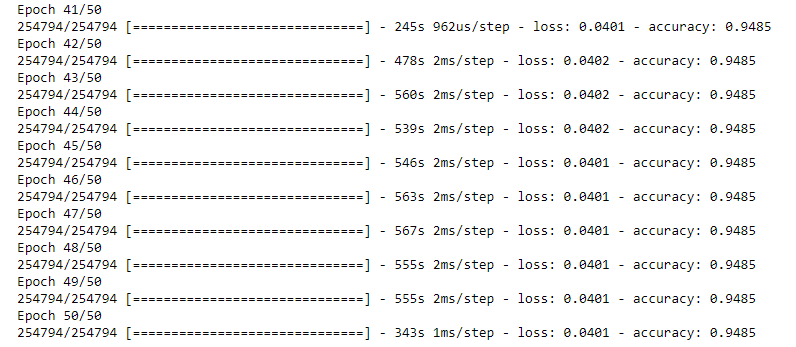 Epoch 41/50
254794/254794 [==============================] - 245s 962us/step - loss: 0.0401 - accuracy: 0.9485
Epoch 42/50
254794/254794 [==============================] - 478s 2ms/step - loss: 0.0402 - accuracy: 0.9485
Epoch 43/50
254794/254794 [==============================] - 560s 2ms/step - loss: 0.0402 - accuracy: 0.9485
Epoch 44/50
254794/254794 [==============================] - 539s 2ms/step - loss: 0.0402 - accuracy: 0.9485
Epoch 45/50
254794/254794 [==============================] - 546s 2ms/step - loss: 0.0401 - accuracy: 0.9485
Epoch 46/50
254794/254794 [==============================] - 563s 2ms/step - loss: 0.0401 - accuracy: 0.9485
Epoch 47/50
254794/254794 [==============================] - 567s 2ms/step - loss: 0.0401 - accuracy: 0.9485
Epoch 48/50
254794/254794 [==============================] - 555s 2ms/step - loss: 0.0401 - accuracy: 0.9485
Epoch 49/50
254794/254794 [==============================] - 555s 2ms/step - loss: 0.0401 - accuracy: 0.9485
Epoch 50/50
254794/254794 [==============================] - 343s 1ms/step - loss: 0.0401 - accuracy: 0.9485